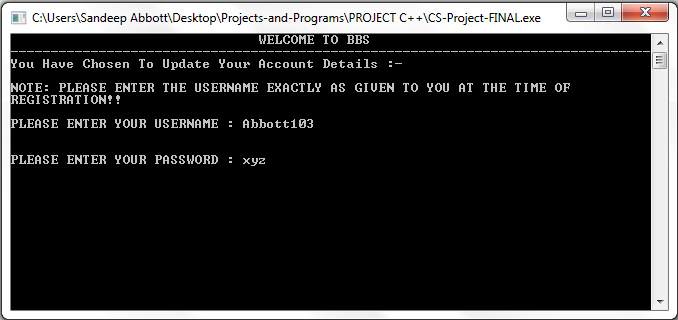 C:\Users\Sandeep Abbott\Desktop\Projects-and-Programs\PROJECT C++\CS-Project-FINAL.exe
WELCOME TO BBS
You Have Chosen To Update Your Account Details :-
NOTE: PLEASE ENTER THE USERNAME EXACTLY AS GIVEN TO YOU AT THE TIME OF
REGISTRATION!!
PLEASE ENTER YOUR USERNAME : Abbott103
PLEASE ENTER YOUR PASSWORD : xyz